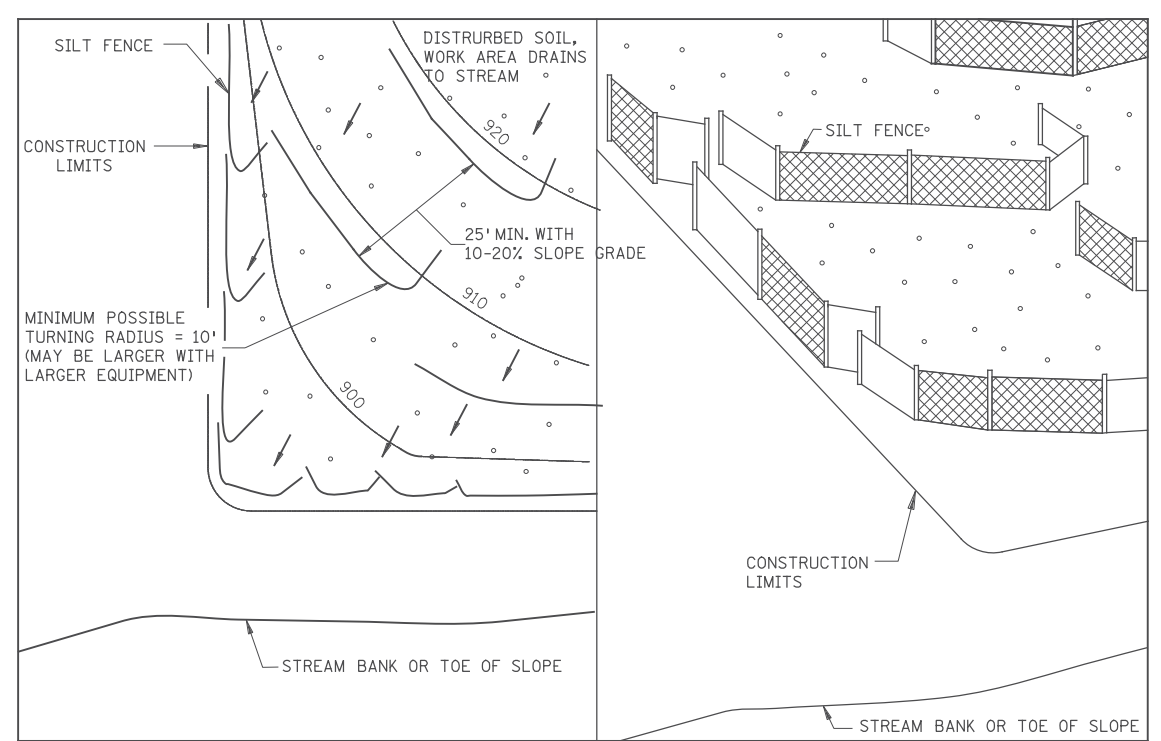 SILT FENCE
DISTRURBED SOIL,
WORK AREA DRAINS
TO STREAM
920
CONSTRUCTION
LIMITS
25' MIN. WITH
10-20% SLOPE GRADE
910
MINIMUM POSSIBLE
TURNING RADIUS = 10'
(MAY BE LARGER WITH
LARGER EQUIPMENT)
900
STREAM BANK OR TOE OF SLOPE
SILT FENCE
CONSTRUCTION
LIMITS
STREAM BANK OR TOE OF SLOPE